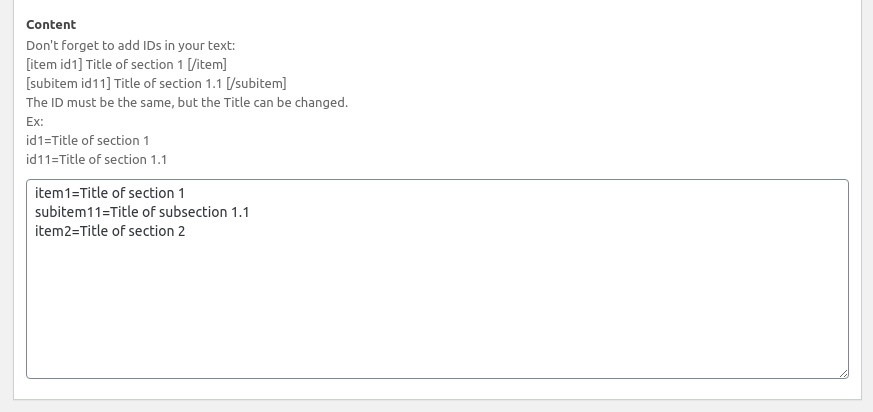 Content
Don't forget to add IDs in your text:
[item id1] Title of section 1 [/item]
[subitem id11] Title of section 1.1 [/subitem]
The ID must be the same, but the Title can be changed.
Ex:
id1=Title of section 1
id11=Title of section 1.1
item1=Title of section 1
subitem11=Title of subsection 1.1
item2=Title of section 2